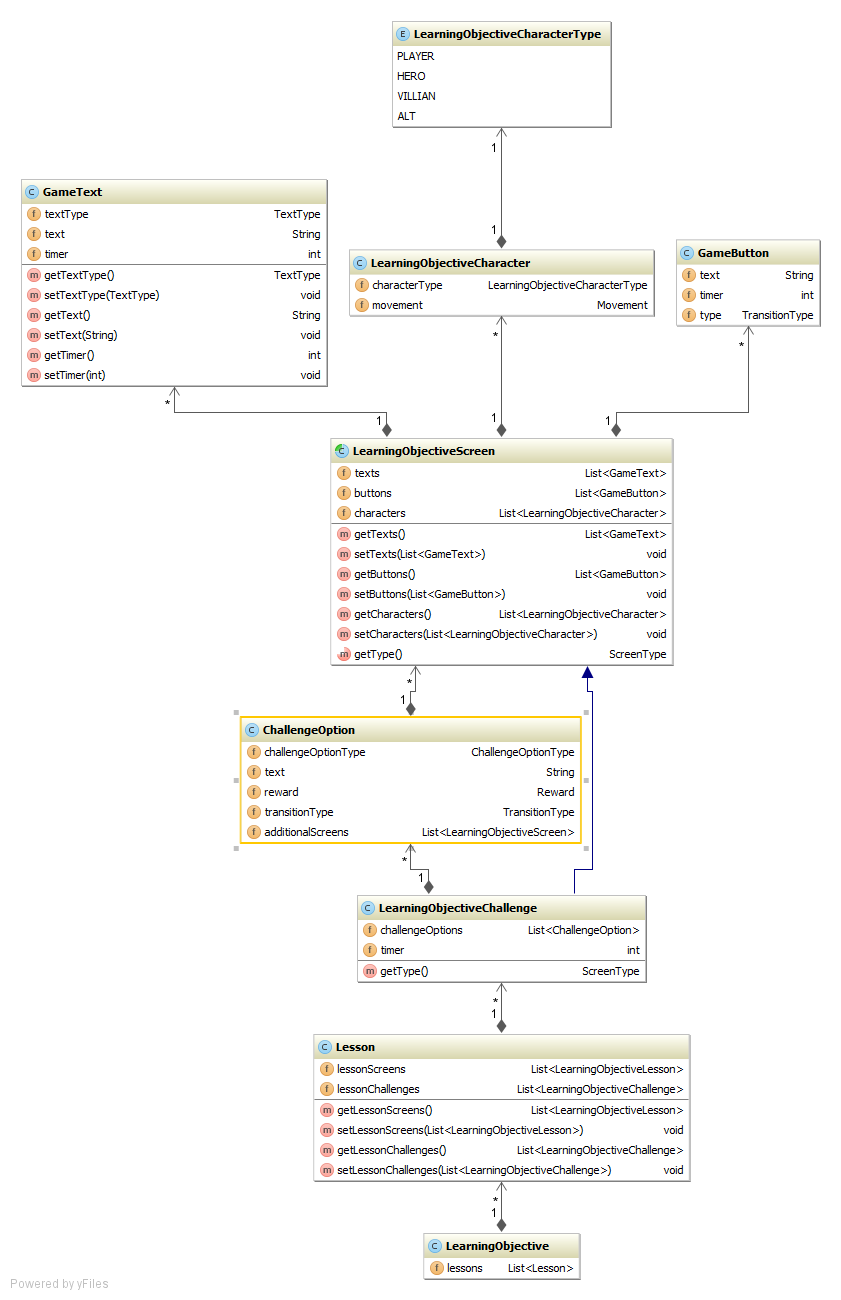 E LearningObjectiveCharacterType
PLAYER
HERO
VILLIAN
ALT
1
1
C GameText
f textType TextType
f text String
f timer int
m getTextType() TextType
m setTextType(TextType) void
m getText() String
m setText(String) void
m getTimer() int
m setTimer(int) void
C LearningObjectiveCharacter
f characterType LearningObjectiveCharacterType
f movement Movement
C GameButton
f text String
f timer int
f type TransitionType
* * *
1 1 1
C LearningObjectiveScreen
f texts List<GameText>
f buttons List<GameButton>
f characters List<LearningObjectiveCharacter>
m getTexts() List<GameText>
m setTexts(List<GameText>) void
m getButtons() List<GameButton>
m setButtons(List<GameButton>) void
m getCharacters() List<LearningObjectiveCharacter>
m setCharacters(List<LearningObjectiveCharacter>) void
m getType() ScreenType
*
1
C ChallengeOption
f challengeOptionType ChallengeOptionType
f text String
f reward Reward
f transitionType TransitionType
f additionalScreens List<LearningObjectiveScreen>
*
1
C LearningObjectiveChallenge
f challengeOptions List<ChallengeOption>
f timer int
m getType() ScreenType
*
1
C Lesson
f lessonScreens List<LearningObjectiveLesson>
f lessonChallenges List<LearningObjectiveChallenge>
m getLessonScreens() List<LearningObjectiveLesson>
m setLessonScreens(List<LearningObjectiveLesson>) void
m getLessonChallenges() List<LearningObjectiveChallenge>
m setLessonChallenges(List<LearningObjectiveChallenge>) void
*
1
C LearningObjective
f lessons List<Lesson>
Powered by yFiles